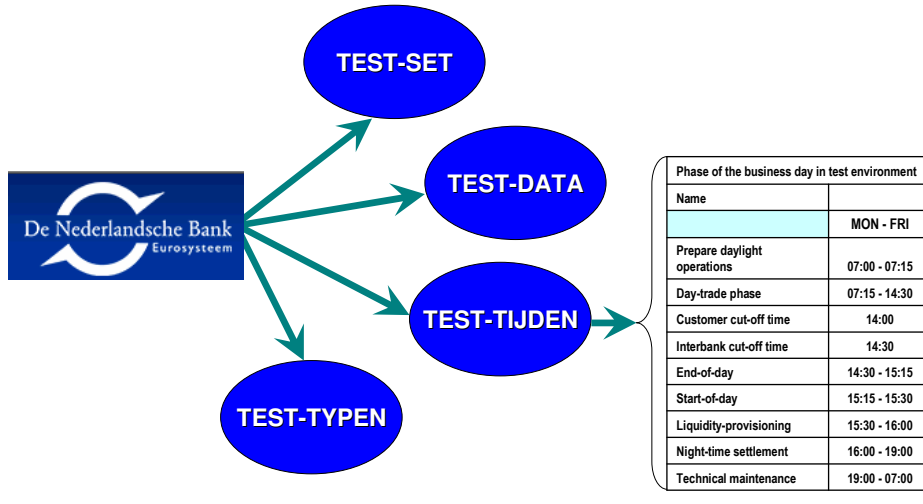 TEST-SET
TEST-DATA
De Nederlandsche Bank
Eurosysteem
TEST-TIJDEN
TEST-TYPEN
Phase of the business day in test environment
Name
MON - FRI
Prepare daylight
operations 07:00 - 07:15
Day-trade phase 07:15 - 14:30
Customer cut-off time 14:00
Interbank cut-off time 14:30
End-of-day 14:30 - 15:15
Start-of-day 15:15 - 15:30
Liquidity-provisioning 15:30 - 16:00
Night-time settlement 16:00 - 19:00
Technical maintenance 19:00 - 07:00